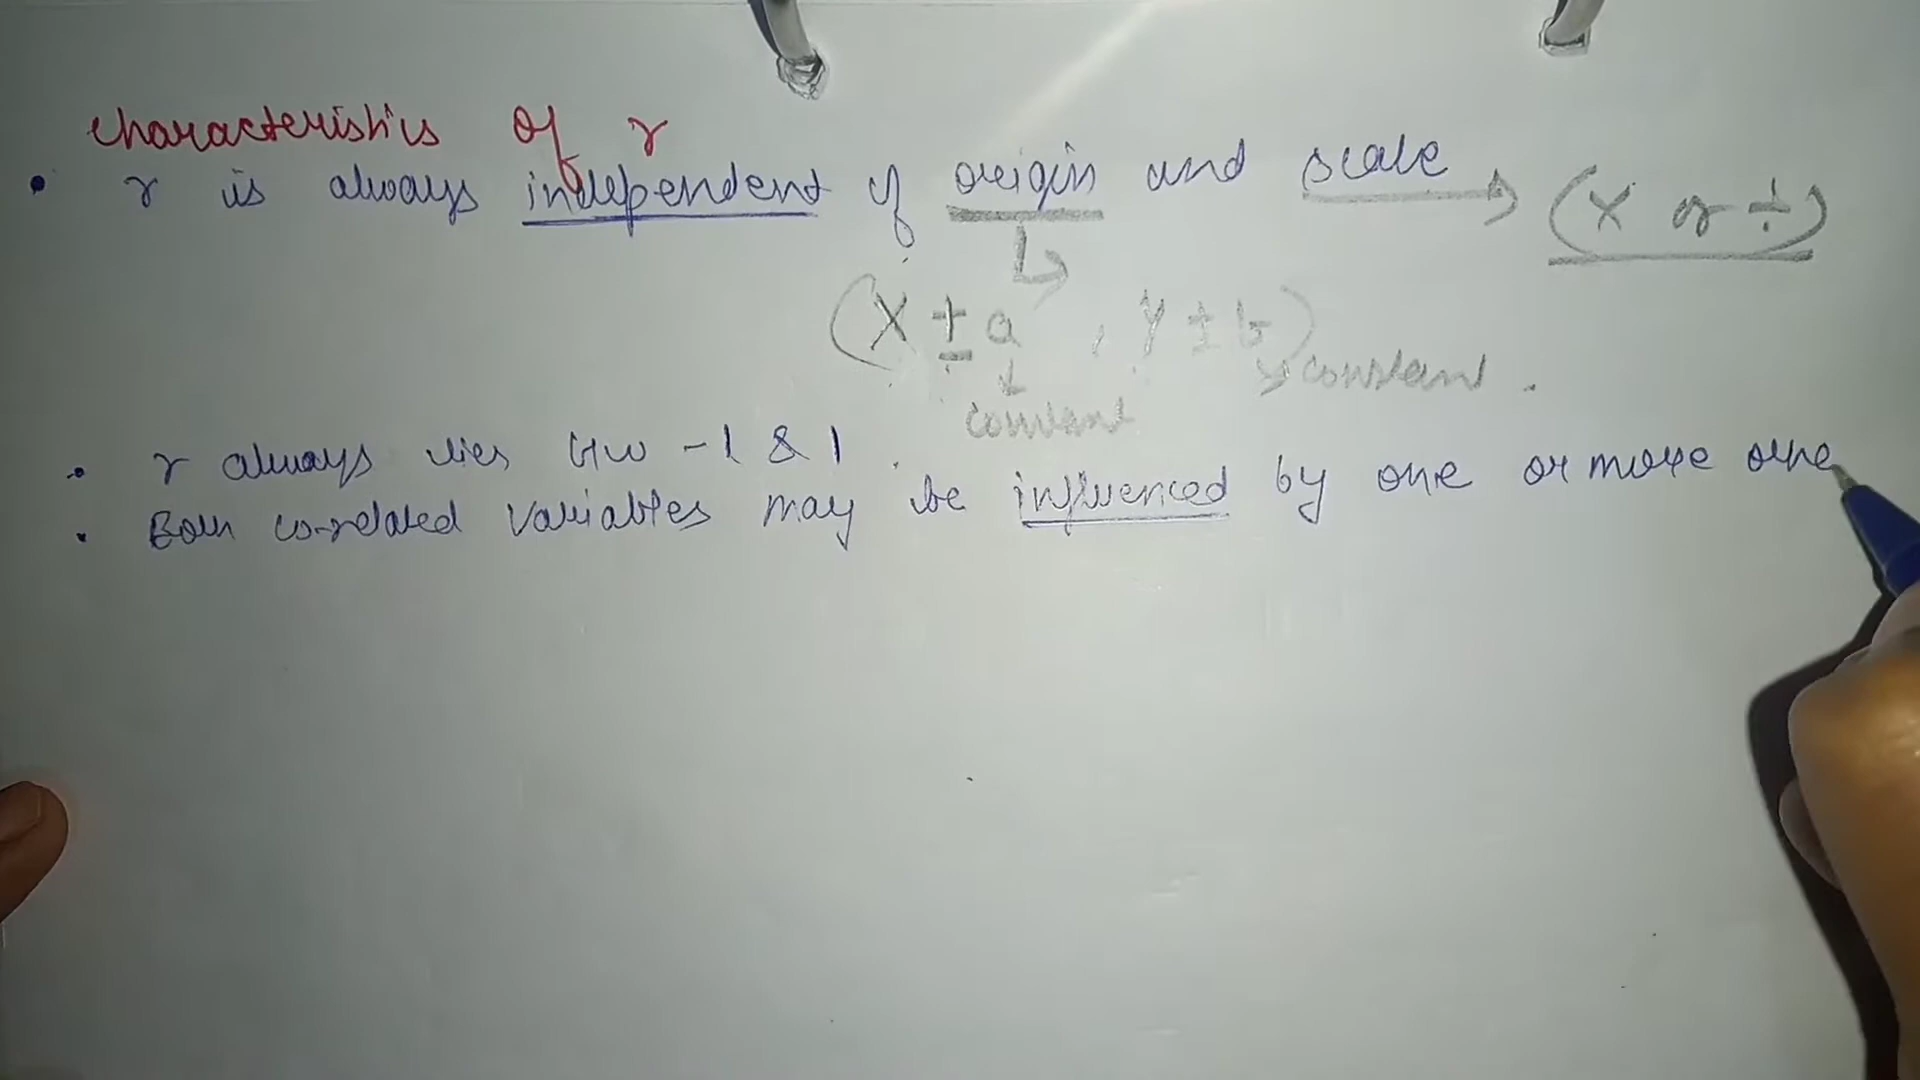 characteristics of r
• r is always independent of origin and scale → (× or ÷)
(X ± a , y ± b)
constant
constant .
• r always lies b/w -1 & 1 .
• Both co-related variables may be influenced by one or more othe